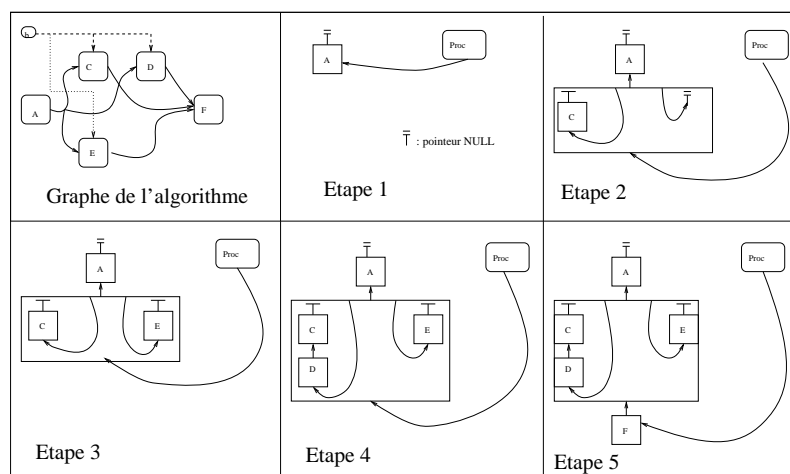 b
C
D
A
F
E
Graphe de l'algorithme
A
Proc
: pointeur NULL
Etape 1
A
Proc
C
Etape 2
A
Proc
C
E
Etape 3
A
Proc
C
E
D
Etape 4
A
Proc
C
E
D
F
Etape 5